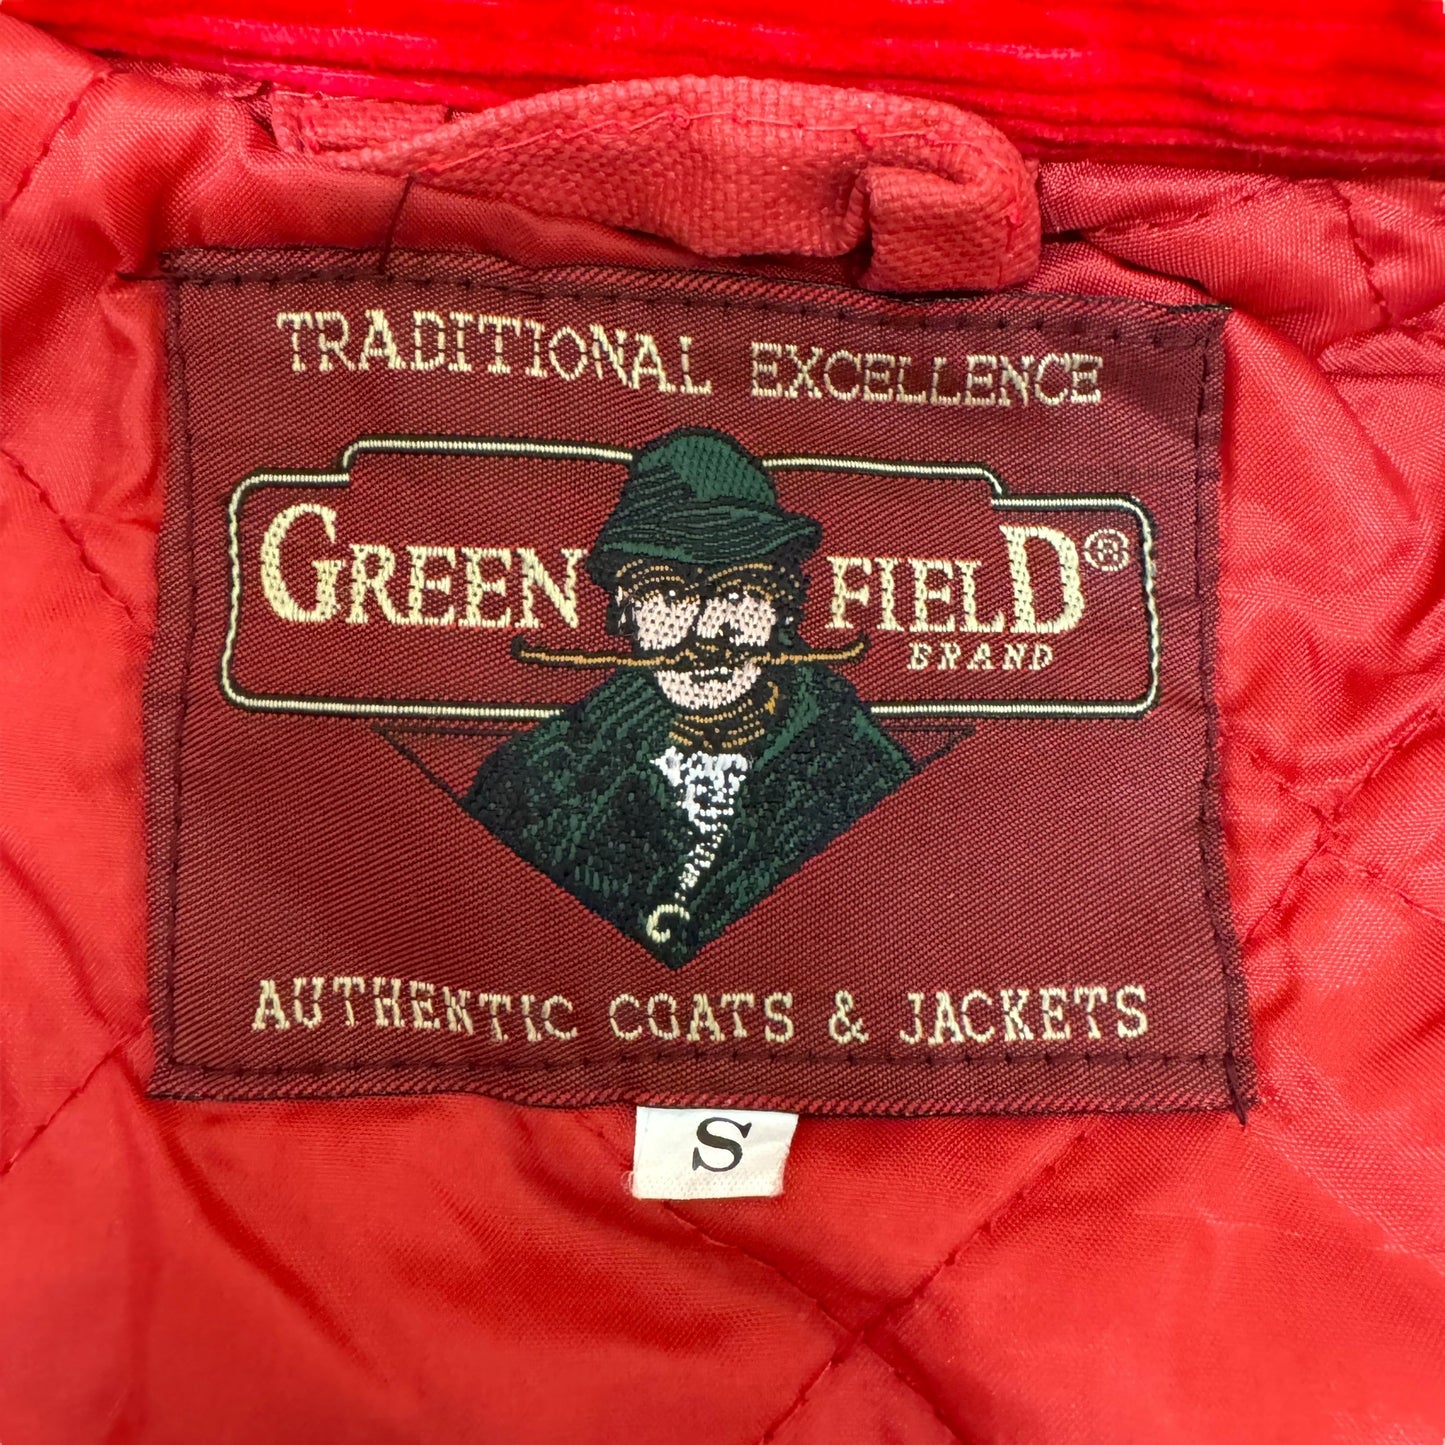 TRADITIONAL EXCELLENCE
GREEN FIELD ®
BRAND
AUTHENTIC COATS & JACKETS
S